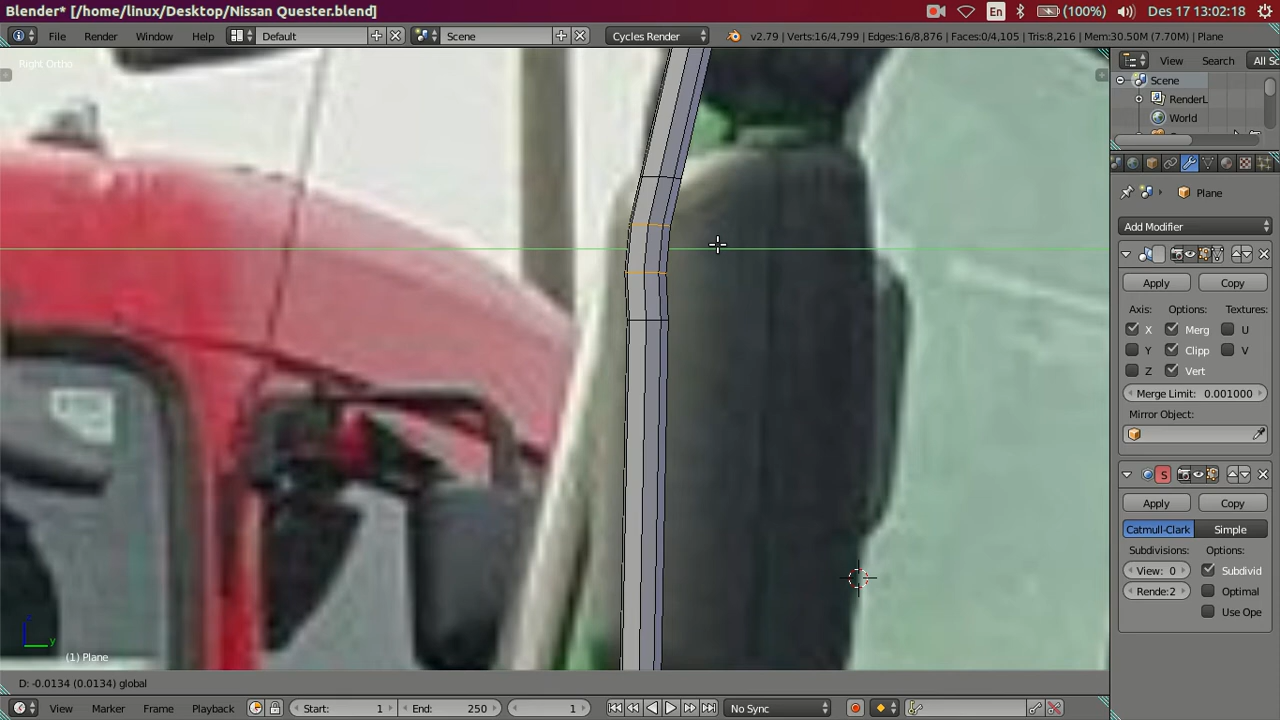 Blender* [/home/linux/Desktop/Nissan Quester.blend]
En
(100%)
Des 17 13:02:18
File
Render
Window
Help
Default
Scene
Cycles Render
v2.79 | Verts:16/4,799 | Edges:16/8,876 | Faces:0/4,105 | Tris:8,216 | Mem:30.50M (7.70M) | Plane
Right Ortho
View
Search
All Sc
Scene
RenderL
World
Plane
Add Modifier
Apply
Copy
Axis:
Options:
Textures:
X
Merg
U
Y
Clipp
V
Z
Vert
Merge Limit: 0.001000
Mirror Object:
S
Apply
Copy
Catmull-Clark
Simple
Subdivisions:
Options:
View: 0
Subdivid
Rende:2
Optimal
Use Ope
z
y
(1) Plane
D: -0.0134 (0.0134) global
View
Marker
Frame
Playback
Start: 1
End: 250
1
No Sync